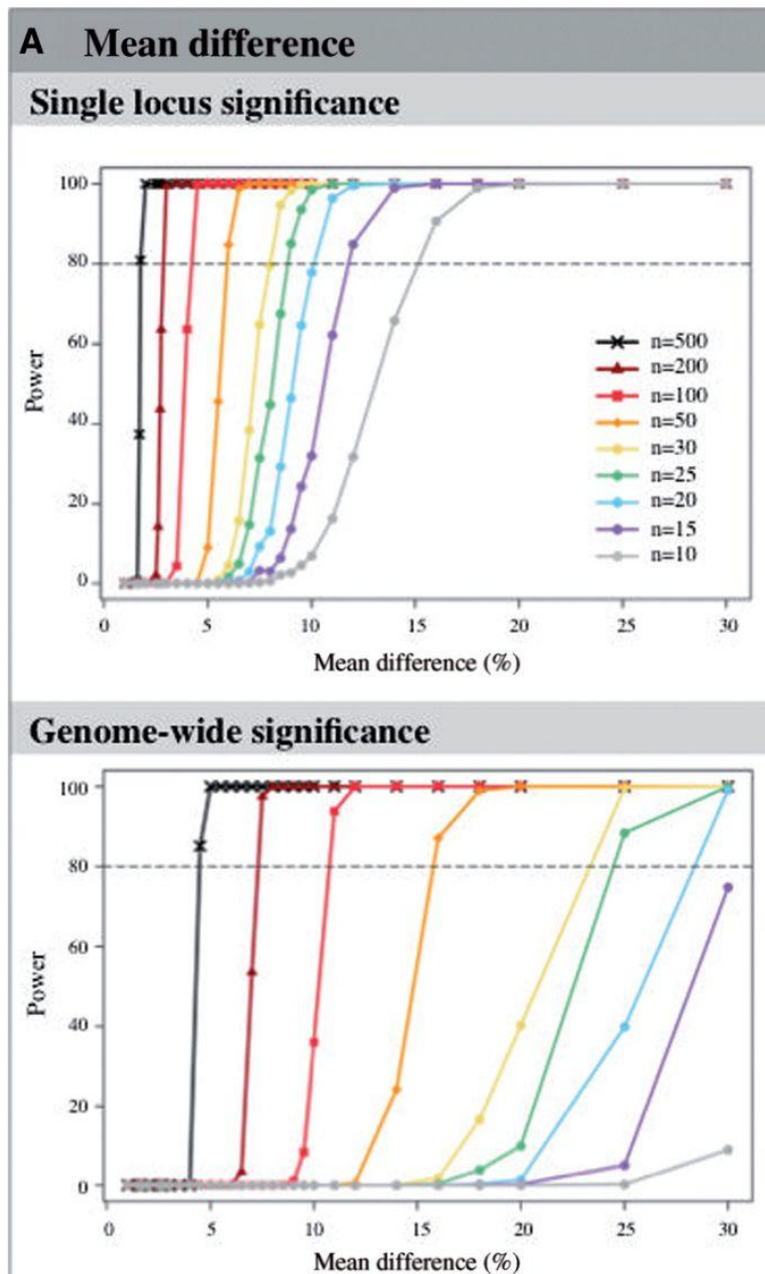 A Mean difference
Single locus significance
100
80
60
40
20
0
Power
n=500
n=200
n=100
n=50
n=30
n=25
n=20
n=15
n=10
0 5 10 15 20 25 30
Mean difference (%)
Genome-wide significance
100
80
60
40
20
0
Power
0 5 10 15 20 25 30
Mean difference (%)